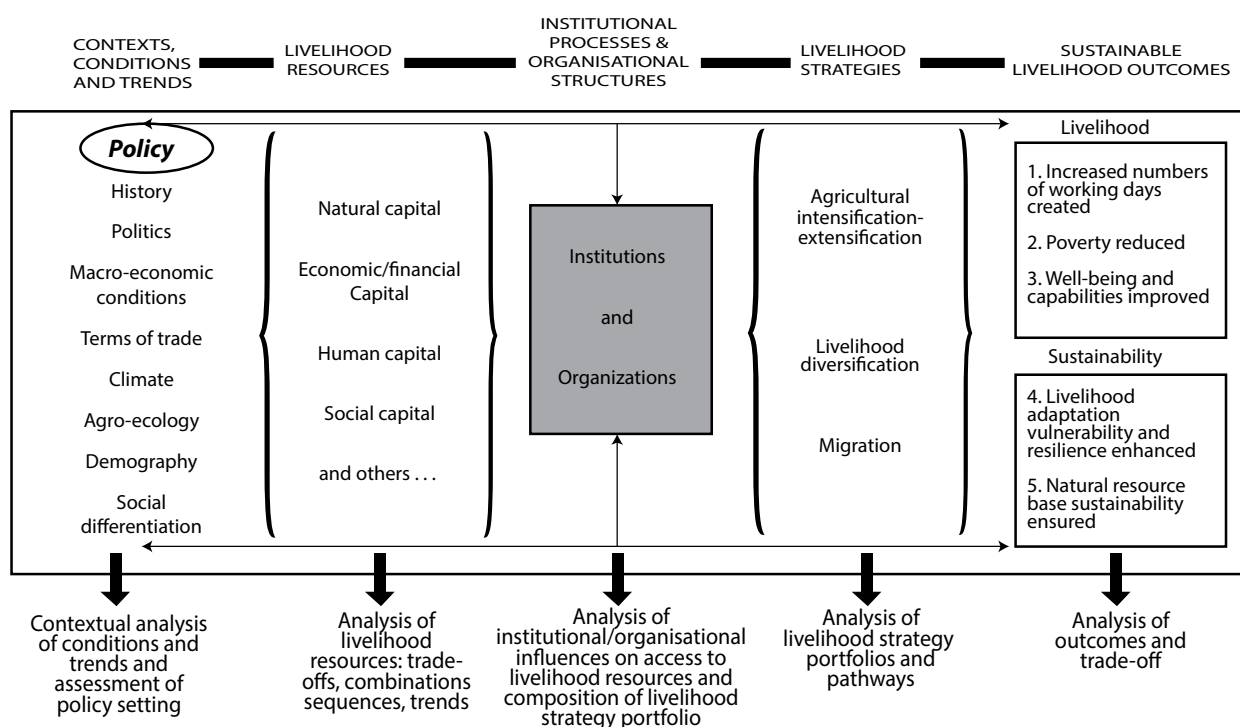 CONTEXTS,
CONDITIONS
AND TRENDS
LIVELIHOOD
RESOURCES
INSTITUTIONAL
PROCESSES &
ORGANISATIONAL
STRUCTURES
LIVELIHOOD
STRATEGIES
SUSTAINABLE
LIVELIHOOD OUTCOMES
Policy
History
Politics
Macro-economic
conditions
Terms of trade
Climate
Agro-ecology
Demography
Social
differentiation
Natural capital
Economic/financial
Capital
Human capital
Social capital
and others . . .
Institutions
and
Organizations
Agricultural
intensification-
extensification
Livelihood
diversification
Migration
Livelihood
1. Increased numbers
of working days
created
2. Poverty reduced
3. Well-being and
capabilities improved
Sustainability
4. Livelihood
adaptation
vulnerability and
resilience enhanced
5. Natural resource
base sustainability
ensured
Contextual analysis
of conditions and
trends and
assessment of
policy setting
Analysis of
livelihood
resources: trade-
offs, combinations
sequences, trends
Analysis of
institutional/organisational
influences on access to
livelihood resources and
composition of livelihood
strategy portfolio
Analysis of
livelihood strategy
portfolios and
pathways
Analysis of
outcomes and
trade-off